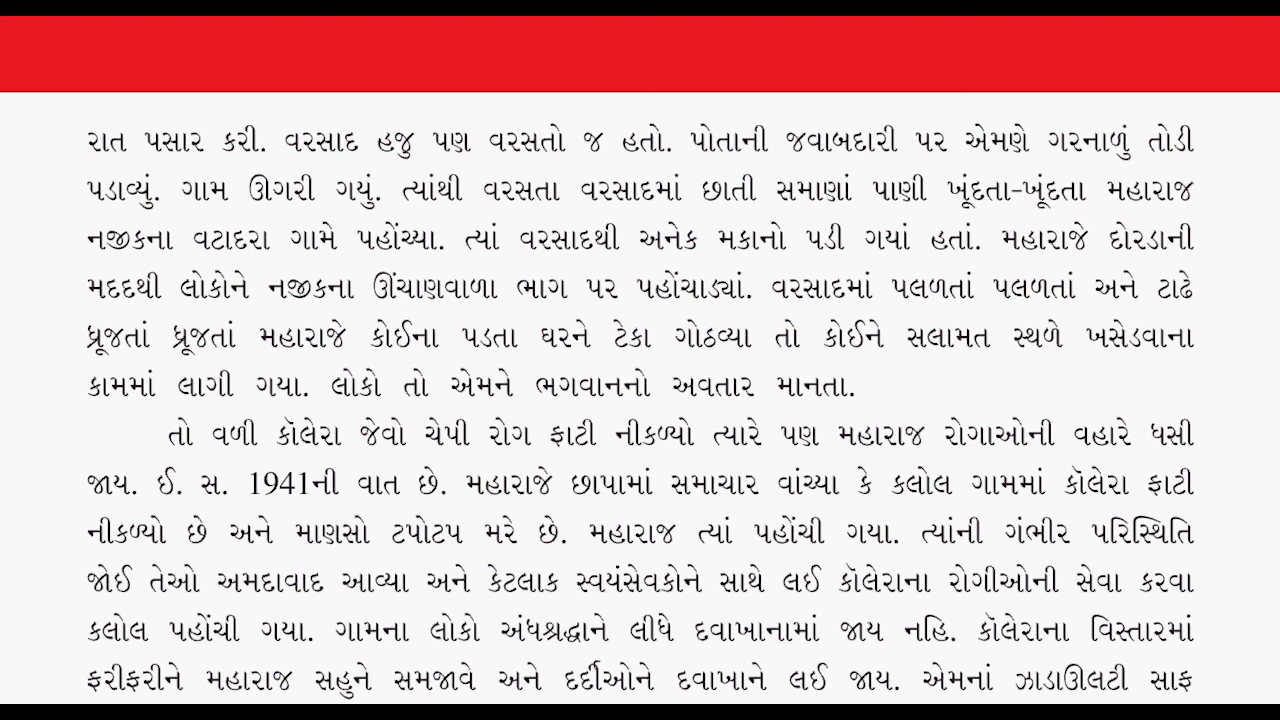 રાત પસાર કરી. વરસાદ હજુ પણ વરસતો જ હતો. પોતાની જવાબદારી પર એમણે ગરનાળું તોડી
પડાવ્યું. ગામ ઊગરી ગયું. ત્યાંથી વરસતા વરસાદમાં છાતી સમાણાં પાણી ખૂંદતા-ખૂંદતા મહારાજ
નજીકના વટાદરા ગામે પહોંચ્યા. ત્યાં વરસાદથી અનેક મકાનો પડી ગયાં હતાં. મહારાજે દોરડાની
મદદથી લોકોને નજીકના ઊંચાણવાળા ભાગ પર પહોંચાડ્યાં. વરસાદમાં પલળતાં પલળતાં અને ટાઢે
ધ્રૂજતાં ધ્રૂજતાં મહારાજે કોઈના પડતા ઘરને ટેકા ગોઠવ્યા તો કોઈને સલામત સ્થળે ખસેડવાના
કામમાં લાગી ગયા. લોકો તો એમને ભગવાનનો અવતાર માનતા.
તો વળી કૉલેરા જેવો ચેપી રોગ ફાટી નીકળ્યો ત્યારે પણ મહારાજ રોગાઓની વહારે ધસી
જાય. ઈ. સ. 1941ની વાત છે. મહારાજે છાપામાં સમાચાર વાંચ્યા કે કલોલ ગામમાં કૉલેરા ફાટી
નીકળ્યો છે અને માણસો ટપોટપ મરે છે. મહારાજ ત્યાં પહોંચી ગયા. ત્યાંની ગંભીર પરિસ્થિતિ
જોઈ તેઓ અમદાવાદ આવ્યા અને કેટલાક સ્વયંસેવકોને સાથે લઈ કૉલેરાના રોગીઓની સેવા કરવા
કલોલ પહોંચી ગયા. ગામના લોકો અંધશ્રદ્ધાને લીધે દવાખાનામાં જાય નહિ. કૉલેરાના વિસ્તારમાં
ફરીફરીને મહારાજ સહુને સમજાવે અને દર્દીઓને દવાખાને લઈ જાય. એમનાં ઝાડાઊલટી સાફ